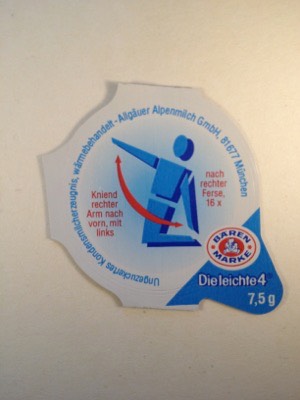 Ungezuckertes Kondensmilcherzeugnis, wärmebehandelt · Allgäuer Alpenmilch GmbH, 81677 München
Kniend
rechter
Arm nach
vorn, mit
links
nach
rechter
Ferse,
16 x
BÄREN
MARKE
Die leichte 4
7,5 g